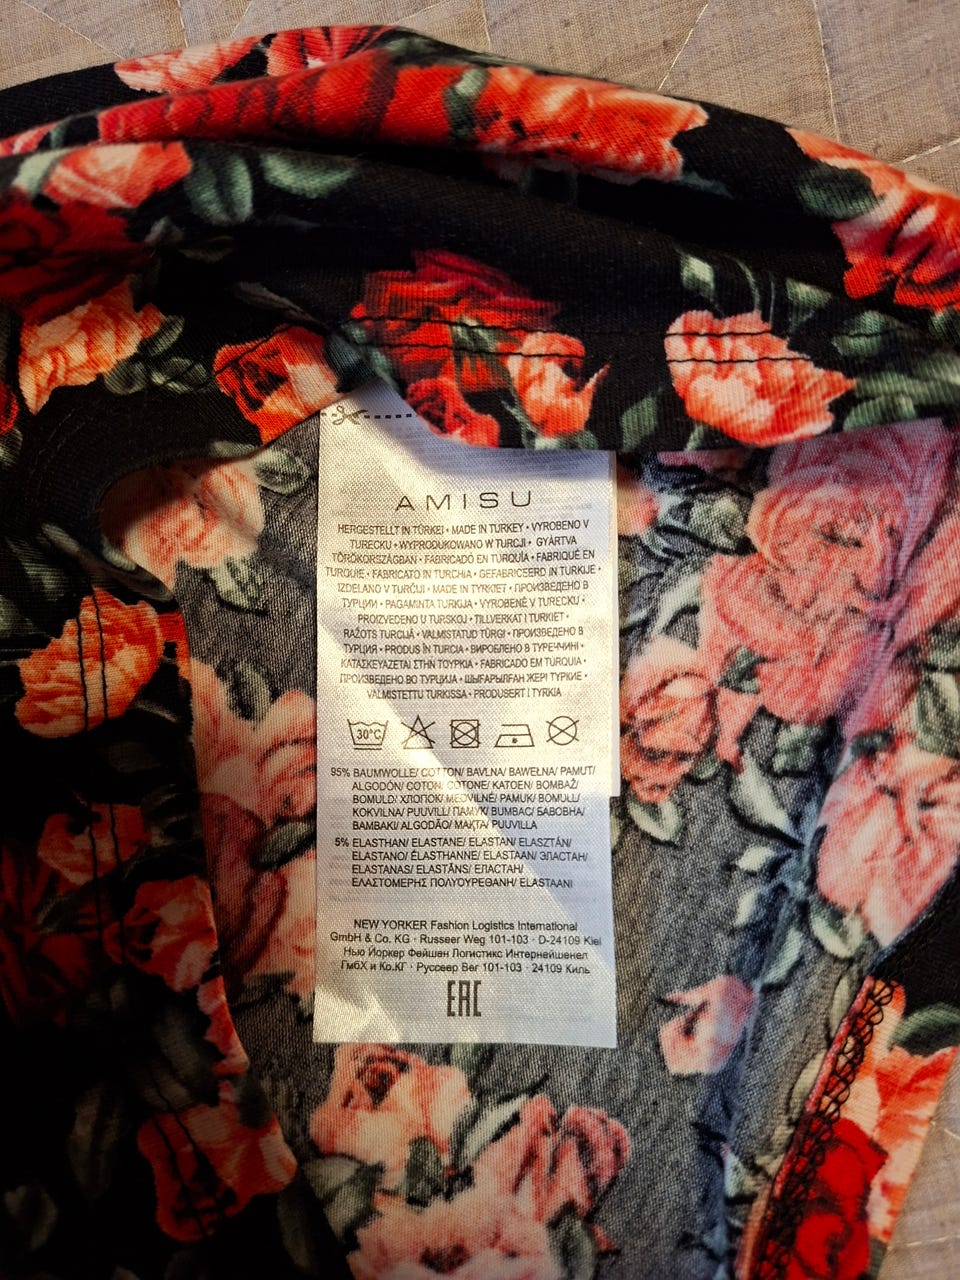 AMISU
HERGESTELLT IN TÜRKEI • MADE IN TURKEY • VYROBENO V
TURECKU • WYPRODUKOWANO W TURCJI • GYÁRTVA
TÖRÖKORSZÁGBAN • FABRICADO EN TURQUÍA • FABRIQUÉ EN
TURQUIE • FABRICATO IN TURCHIA • GEFABRICEERD IN TURKIJE •
IZDELANO V TURČIJI • MADE IN TYRKIET • ПРОИЗВЕДЕНО В
ТУРЦИИ • PAGAMINTA TURKIJA • VYROBENÉ V TURECKU •
PROIZVEDENO U TURSKOJ • TILLVERKAT I TURKIET •
RAŽOTS TURCIJĀ • VALMISTATUD TÜRGI • ПРОИЗВЕДЕНО В
ТУРЦИЯ • PRODUS ÎN TURCIA • ВИРОБЛЕНО В ТУРЕЧЧИНІ •
ΚΑΤΑΣΚΕΥΑΖΕΤΑΙ ΣΤΗΝ ΤΟΥΡΚΙΑ • FABRICADO EM TURQUIA •
ПРОИЗВЕДЕНО ВО ТУРЦИЈА • ШЫҒАРЫЛҒАН ЖЕРІ ТҮРКИЕ •
VALMISTETTU TURKISSA • PRODUSERT I TYRKIA
30°C
95% BAUMWOLLE/ COTTON/ BAVLNA/ BAWEŁNA/ PAMUT/
ALGODÓN/ COTON/ COTONE/ KATOEN/ BOMBAŽ/
BOMULD/ ХЛОПОК/ MEDVILNĖ/ PAMUK/ BOMULL/
KOKVILNA/ PUUVILL/ ПАМУК/ BUMBAC/ БАВОВНА/
ΒΑΜΒΑΚΙ/ ALGODÃO/ МАҚТА/ PUUVILLA
5% ELASTHAN/ ELASTANE/ ELASTAN/ ELASZTÁN/
ELASTANO/ ÉLASTHANNE/ ELASTAAN/ ЭЛАСТАН/
ELASTANAS/ ELASTĀNS/ ЕЛАСТАН/
ΕΛΑΣΤΟΜΕΡΗΣ ΠΟΛΥΟΥΡΕΘΑΝΗ/ ELASTAANI
NEW YORKER Fashion Logistics International
GmbH & Co. KG · Russeer Weg 101-103 · D-24109 Kiel
Нью Йоркер Фейшен Логистикс Интернейшенел
ГмбХ и Ко.КГ · Руссеер Вег 101-103 · 24109 Киль
EAC